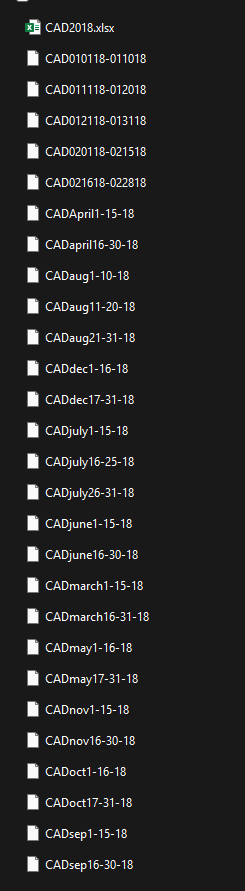 CAD2018.xlsx
CAD010118-011018
CAD011118-012018
CAD012118-013118
CAD020118-021518
CAD021618-022818
CADApril1-15-18
CADapril16-30-18
CADaug1-10-18
CADaug11-20-18
CADaug21-31-18
CADdec1-16-18
CADdec17-31-18
CADjuly1-15-18
CADjuly16-25-18
CADjuly26-31-18
CADjune1-15-18
CADjune16-30-18
CADmarch1-15-18
CADmarch16-31-18
CADmay1-16-18
CADmay17-31-18
CADnov1-15-18
CADnov16-30-18
CADoct1-16-18
CADoct17-31-18
CADsep1-15-18
CADsep16-30-18